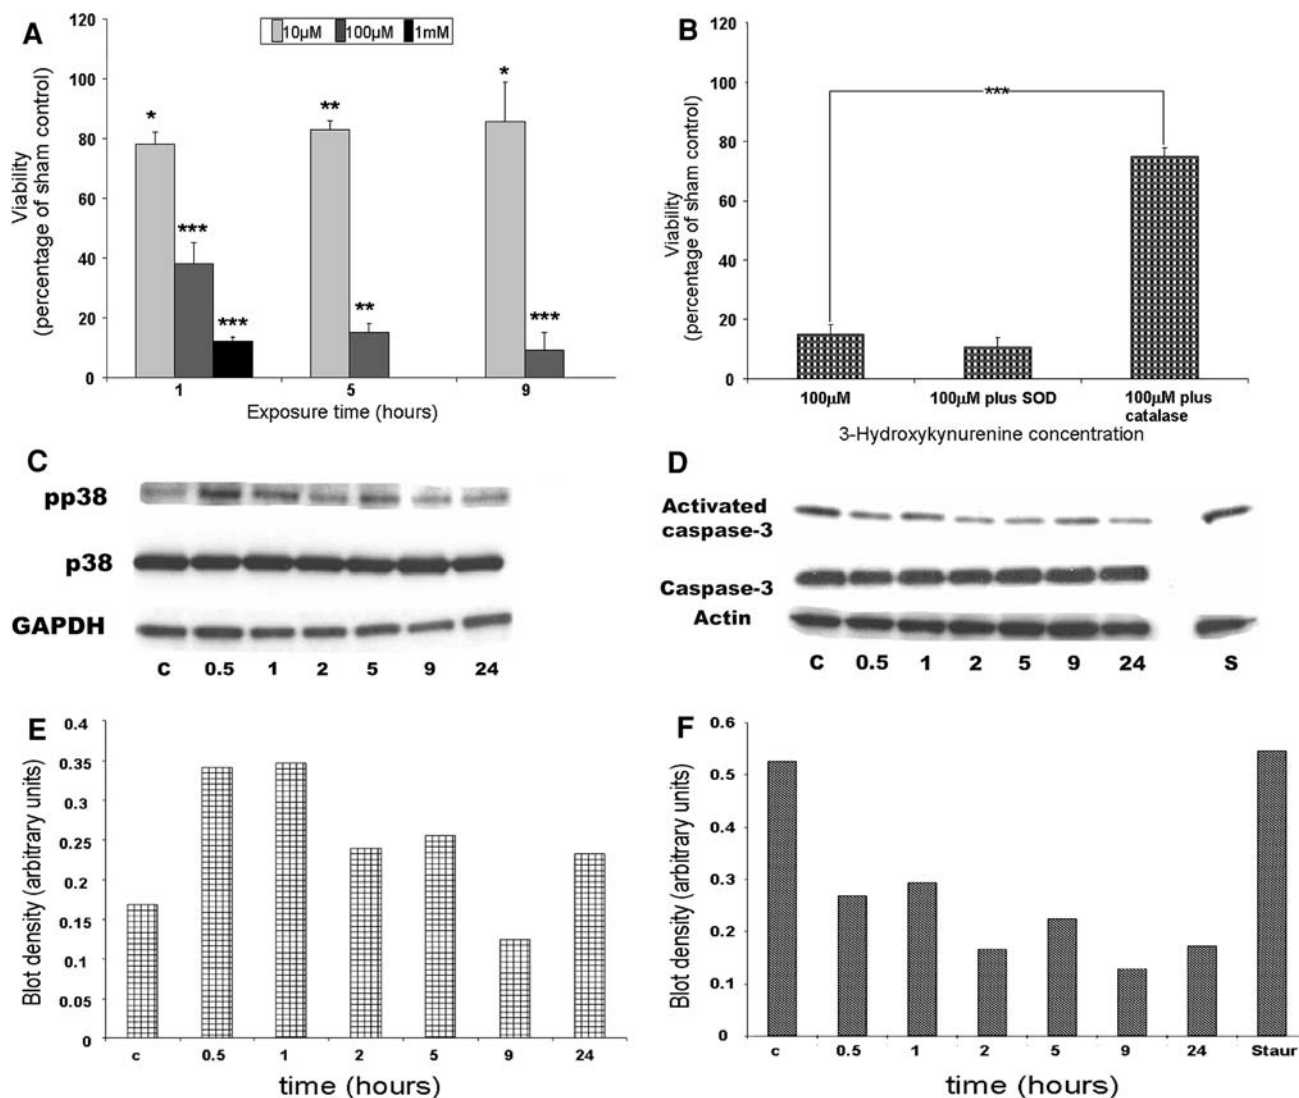 A
10µM 100µM 1mM
Viability
(percentage of sham control)
120
100
80
60
40
20
0
* *** ***
** **
* ***
1 5 9
Exposure time (hours)
B
Viability
(percentage of sham control)
120
100
80
60
40
20
0
***
100µM 100µM plus SOD 100µM plus
catalase
3-Hydroxykynurenine concentration
C
pp38
p38
GAPDH
C 0.5 1 2 5 9 24
D
Activated
caspase-3
Caspase-3
Actin
C 0.5 1 2 5 9 24 S
E
Blot density (arbitrary units)
0.4
0.35
0.3
0.25
0.2
0.15
0.1
0.05
0
c 0.5 1 2 5 9 24
time (hours)
F
Blot density (arbitrary units)
0.6
0.5
0.4
0.3
0.2
0.1
0
c 0.5 1 2 5 9 24 Staur
time (hours)